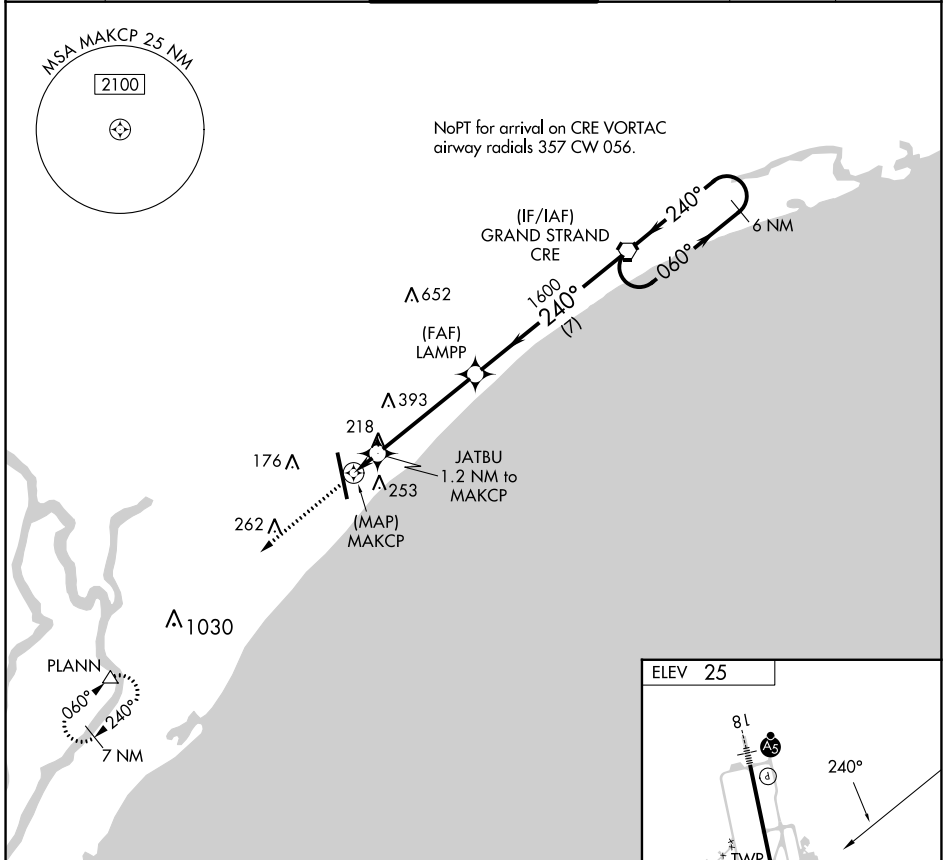 MSA MAKCP 25 NM
2100
NoPT for arrival on CRE VORTAC
airway radials 357 CW 056.
240°
6 NM
(IF/IAF)
GRAND STRAND
CRE
060°
652
1600
240°
(7)
(FAF)
LAMPP
393
218
176
JATBU
1.2 NM to
MAKCP
253
262
(MAP)
MAKCP
1030
PLANN
060°
240°
7 NM
ELEV 25
18
A5
P
240°
TWR